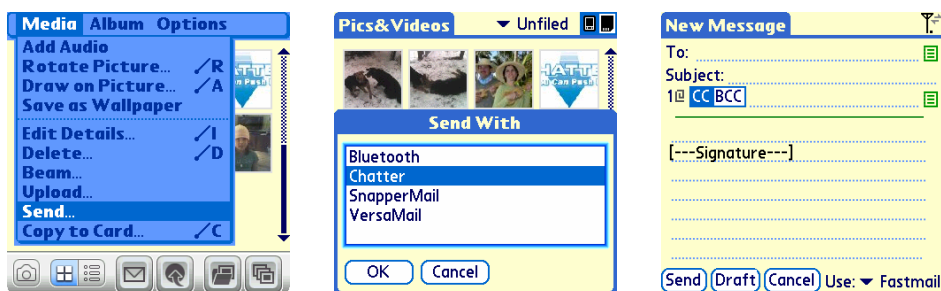 Media Album Options
Add Audio
Rotate Picture... ⁄R
Draw on Picture... ⁄A
Save as Wallpaper
Edit Details... ⁄I
Delete... ⁄D
Beam...
Upload...
Send...
Copy to Card... ⁄C
Pics&Videos Unfiled
Send With
Bluetooth
Chatter
SnapperMail
VersaMail
OK Cancel
New Message
To:
Subject:
1@ CC BCC
[---Signature---]
Send Draft Cancel Use: Fastmail